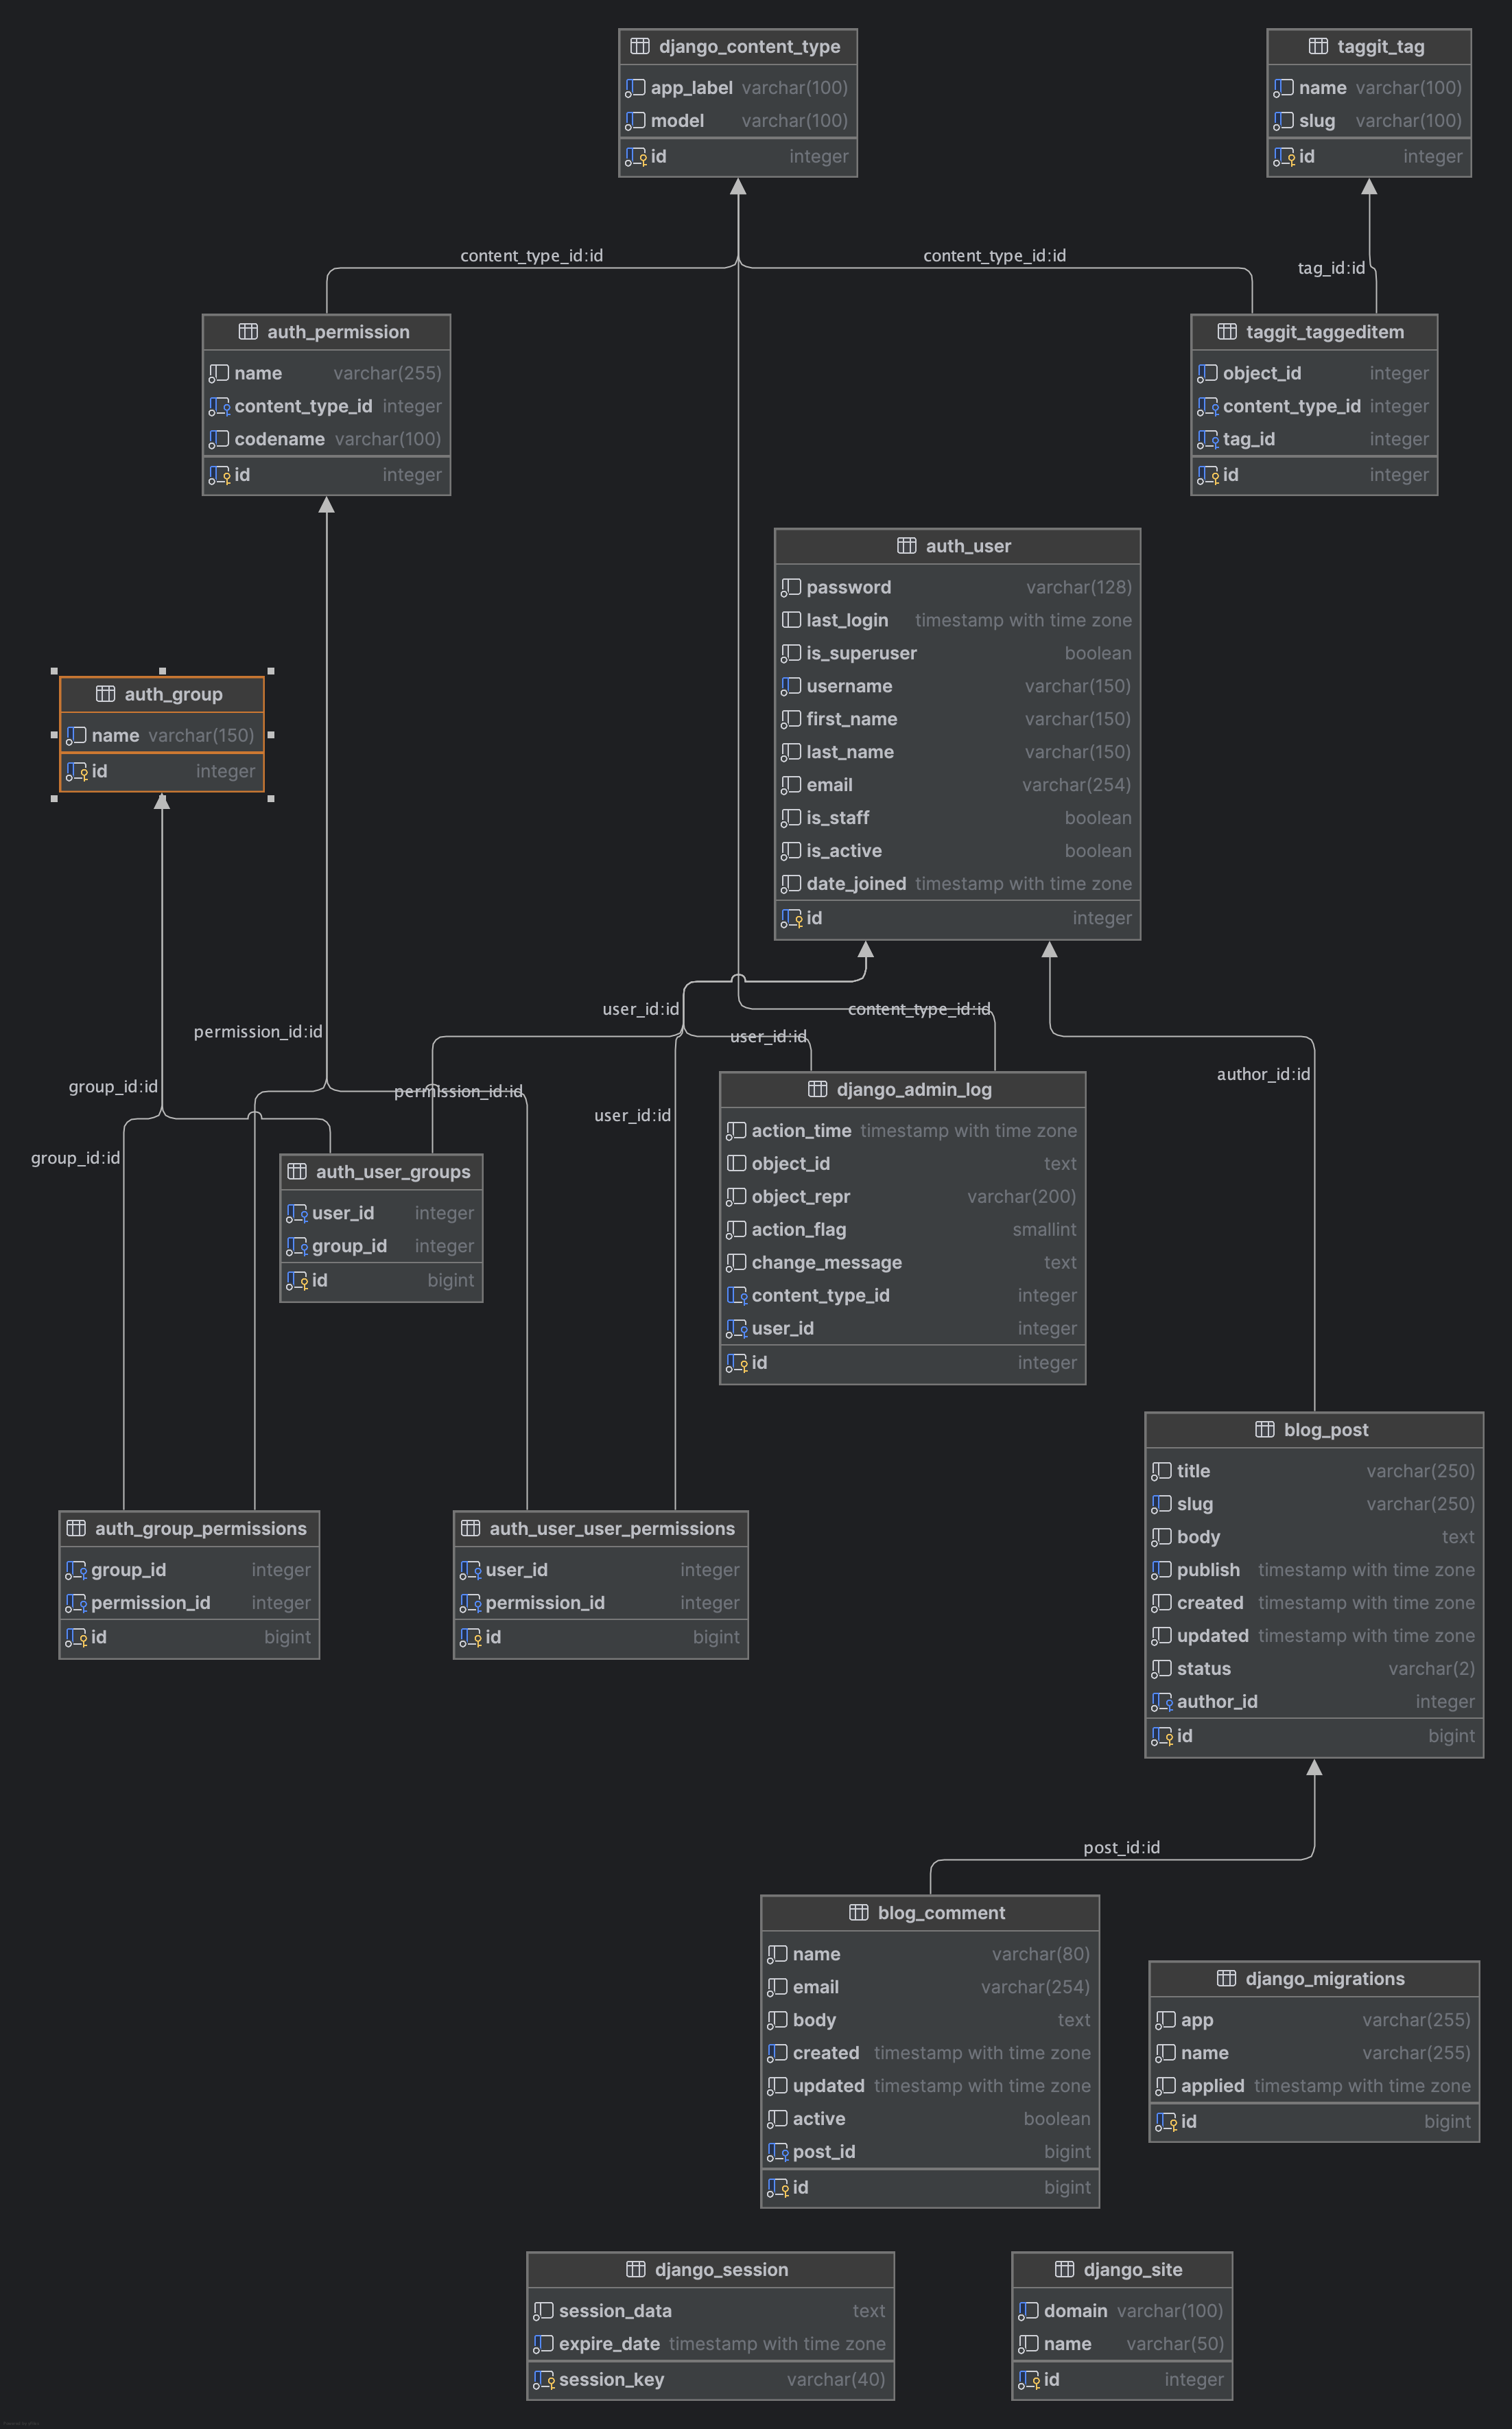 django_content_type
app_label varchar(100)
model varchar(100)
id integer
taggit_tag
name varchar(100)
slug varchar(100)
id integer
content_type_id:id
content_type_id:id
tag_id:id
auth_permission
name varchar(255)
content_type_id integer
codename varchar(100)
id integer
taggit_taggeditem
object_id integer
content_type_id integer
tag_id integer
id integer
auth_user
password varchar(128)
last_login timestamp with time zone
is_superuser boolean
username varchar(150)
first_name varchar(150)
last_name varchar(150)
email varchar(254)
is_staff boolean
is_active boolean
date_joined timestamp with time zone
id integer
auth_group
name varchar(150)
id integer
user_id:id
content_type_id:id
permission_id:id
user_id:id
author_id:id
group_id:id
permission_id:id
user_id:id
group_id:id
django_admin_log
action_time timestamp with time zone
object_id text
object_repr varchar(200)
action_flag smallint
change_message text
content_type_id integer
user_id integer
id integer
auth_user_groups
user_id integer
group_id integer
id bigint
blog_post
title varchar(250)
slug varchar(250)
body text
publish timestamp with time zone
created timestamp with time zone
updated timestamp with time zone
status varchar(2)
author_id integer
id bigint
auth_group_permissions
group_id integer
permission_id integer
id bigint
auth_user_user_permissions
user_id integer
permission_id integer
id bigint
post_id:id
blog_comment
name varchar(80)
email varchar(254)
body text
created timestamp with time zone
updated timestamp with time zone
active boolean
post_id bigint
id bigint
django_migrations
app varchar(255)
name varchar(255)
applied timestamp with time zone
id bigint
django_session
session_data text
expire_date timestamp with time zone
session_key varchar(40)
django_site
domain varchar(100)
name varchar(50)
id integer